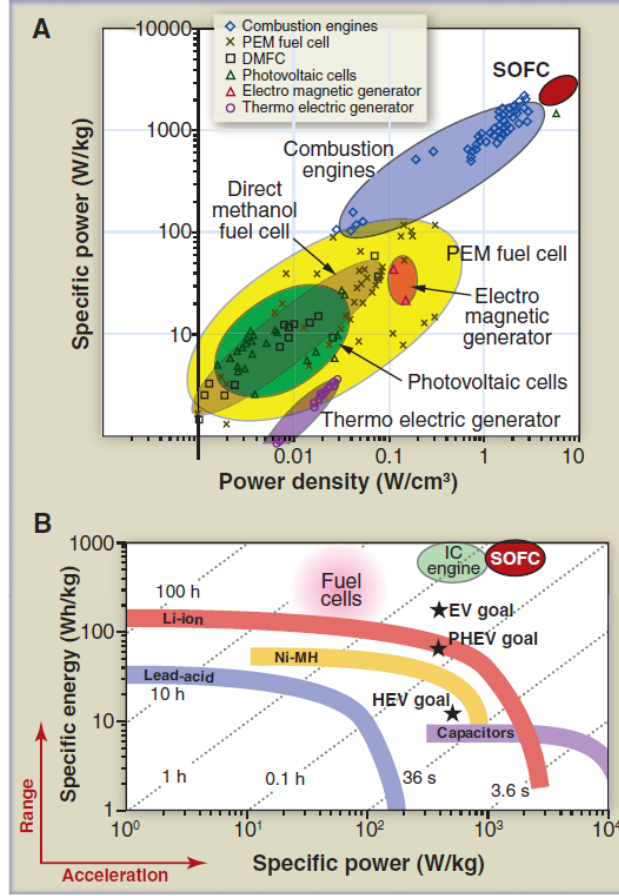 A
10000
1000
100
10
Specific power (W/kg)
Combustion engines
PEM fuel cell
DMFC
Photovoltaic cells
Electro magnetic generator
Thermo electric generator
SOFC
Combustion
engines
Direct
methanol
fuel cell
PEM fuel cell
Electro
magnetic
generator
Photovoltaic cells
Thermo electric generator
0.01
0.1
1
10
Power density (W/cm³)
B
1000
100
10
1
Specific energy (Wh/kg)
100 h
Li-ion
Lead-acid
10 h
1 h
0.1 h
36 s
3.6 s
Fuel
cells
Ni-MH
IC
engine
SOFC
EV goal
PHEV goal
HEV goal
Capacitors
10⁰
10¹
10²
10³
10⁴
Specific power (W/kg)
Range
Acceleration